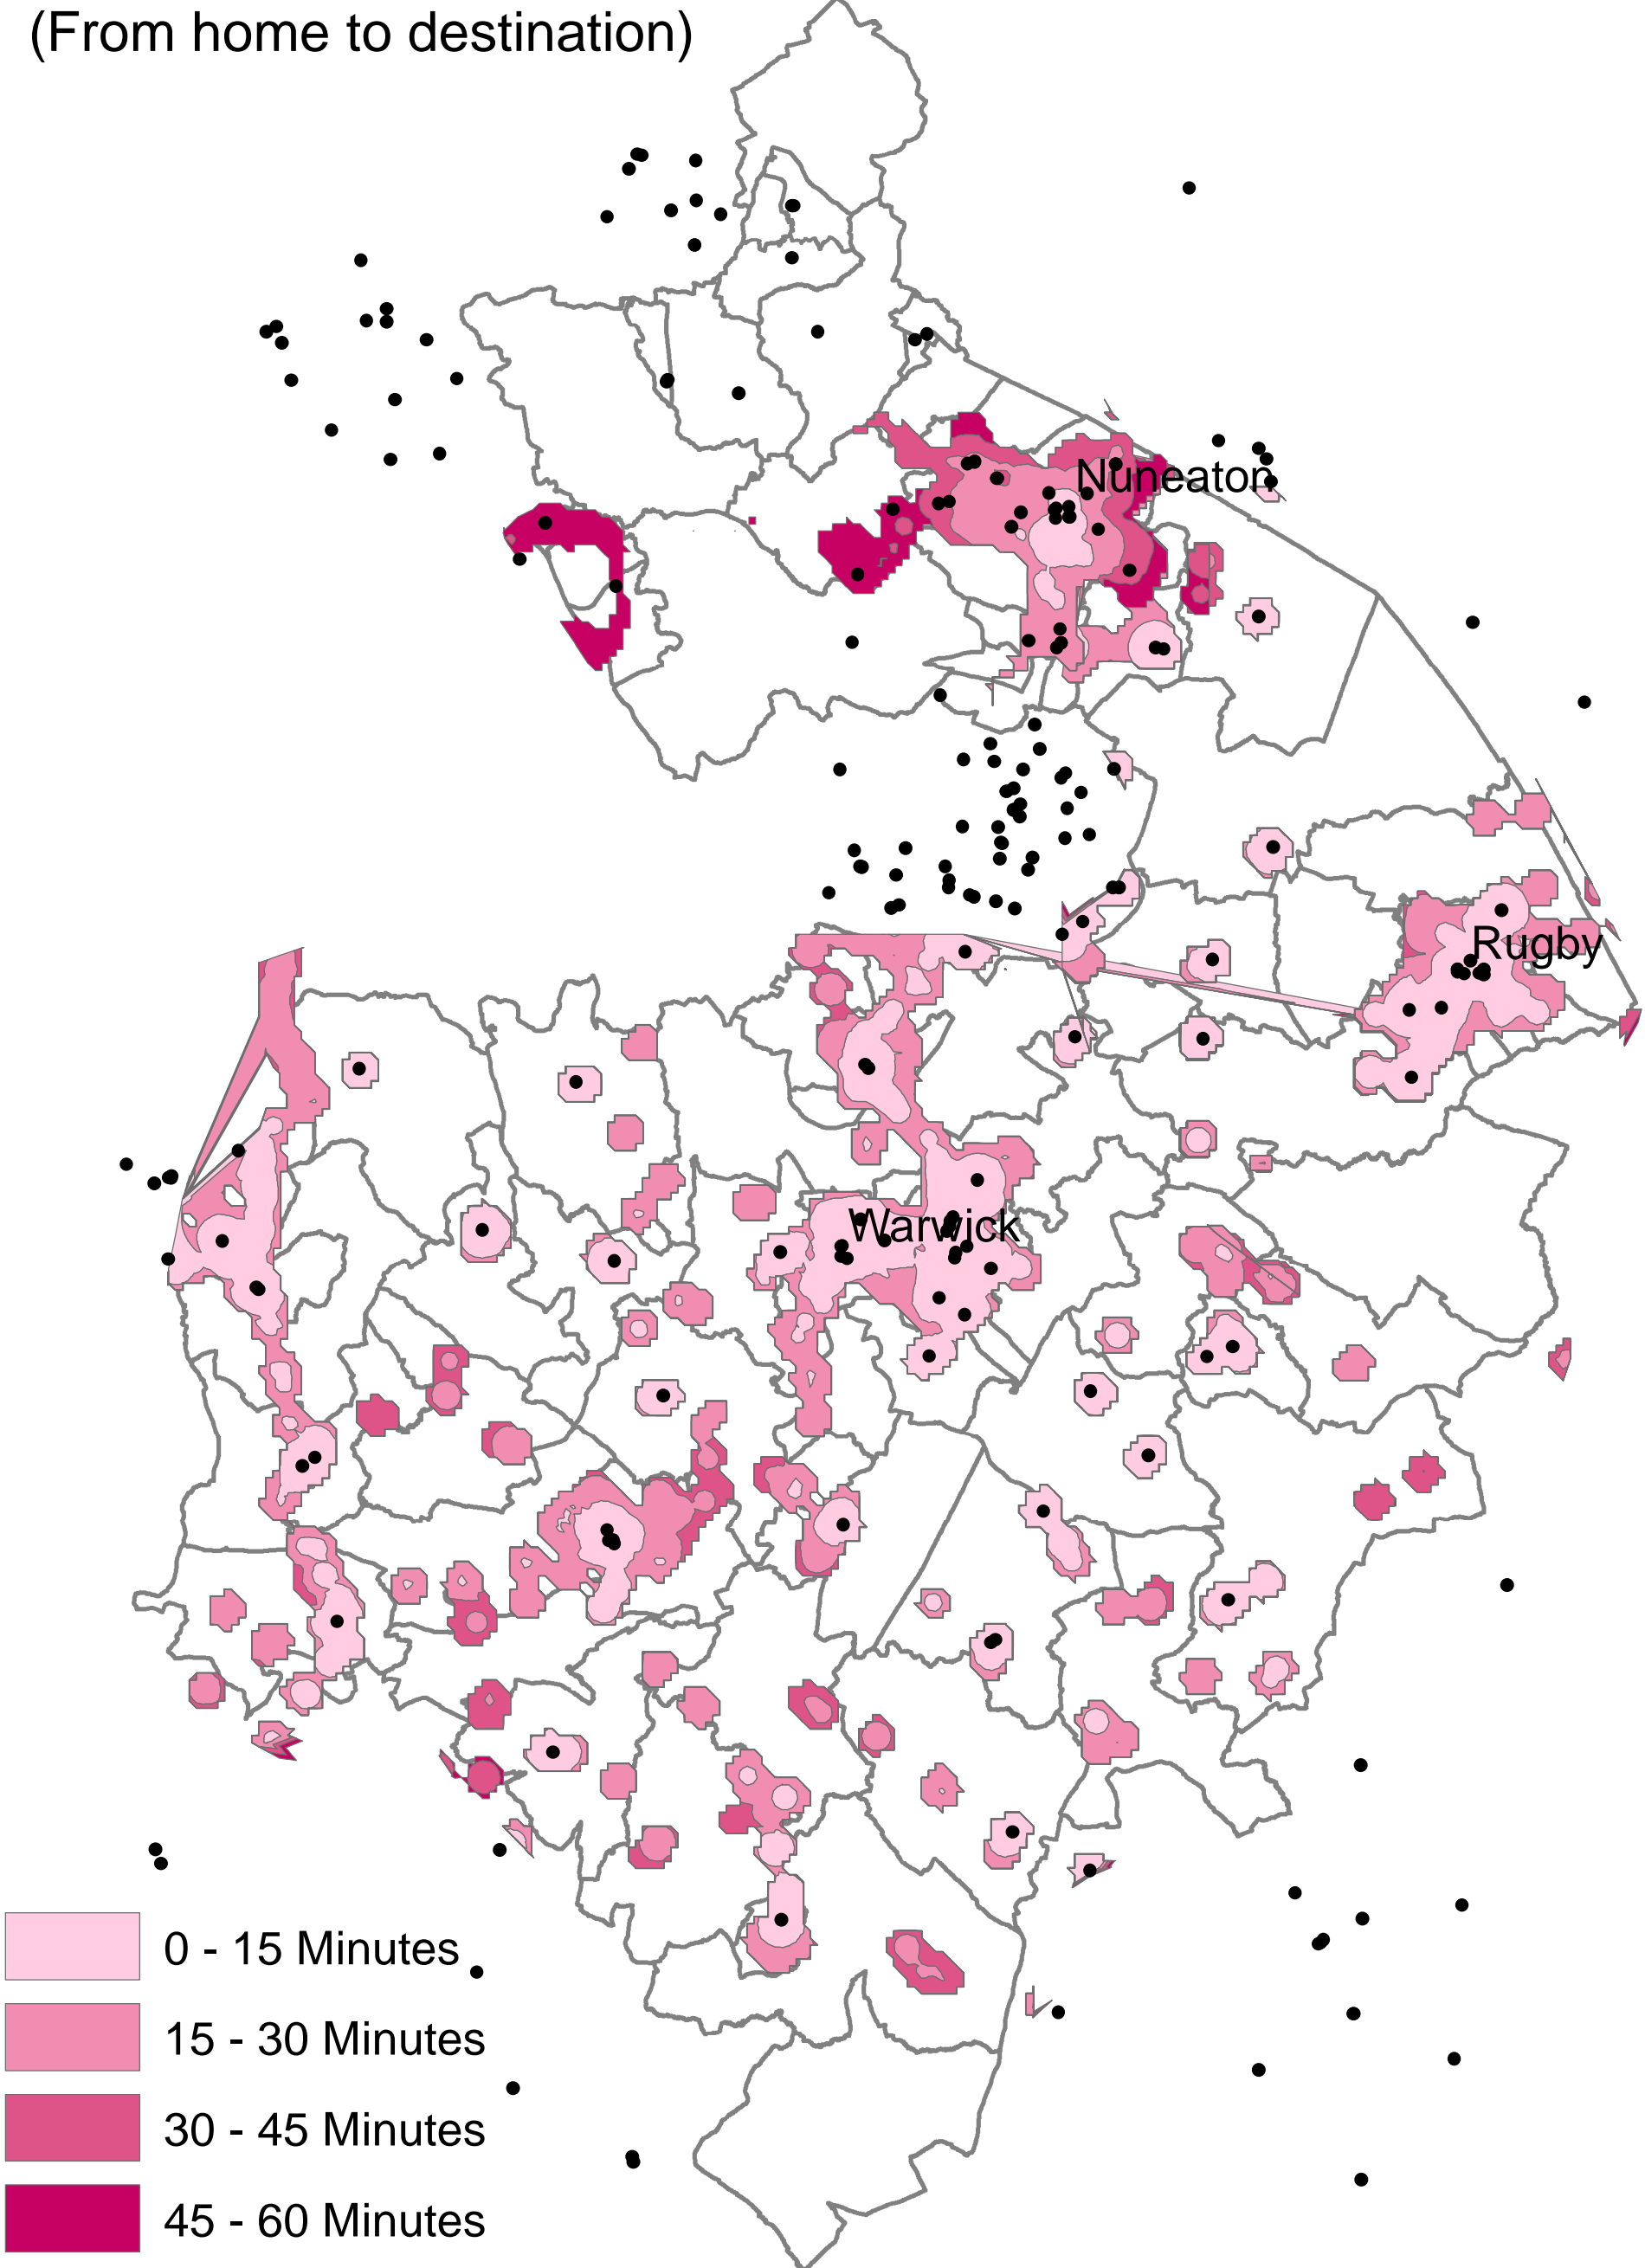 (From home to destination)
Nuneaton
Rugby
Warwick
0 - 15 Minutes
15 - 30 Minutes
30 - 45 Minutes
45 - 60 Minutes